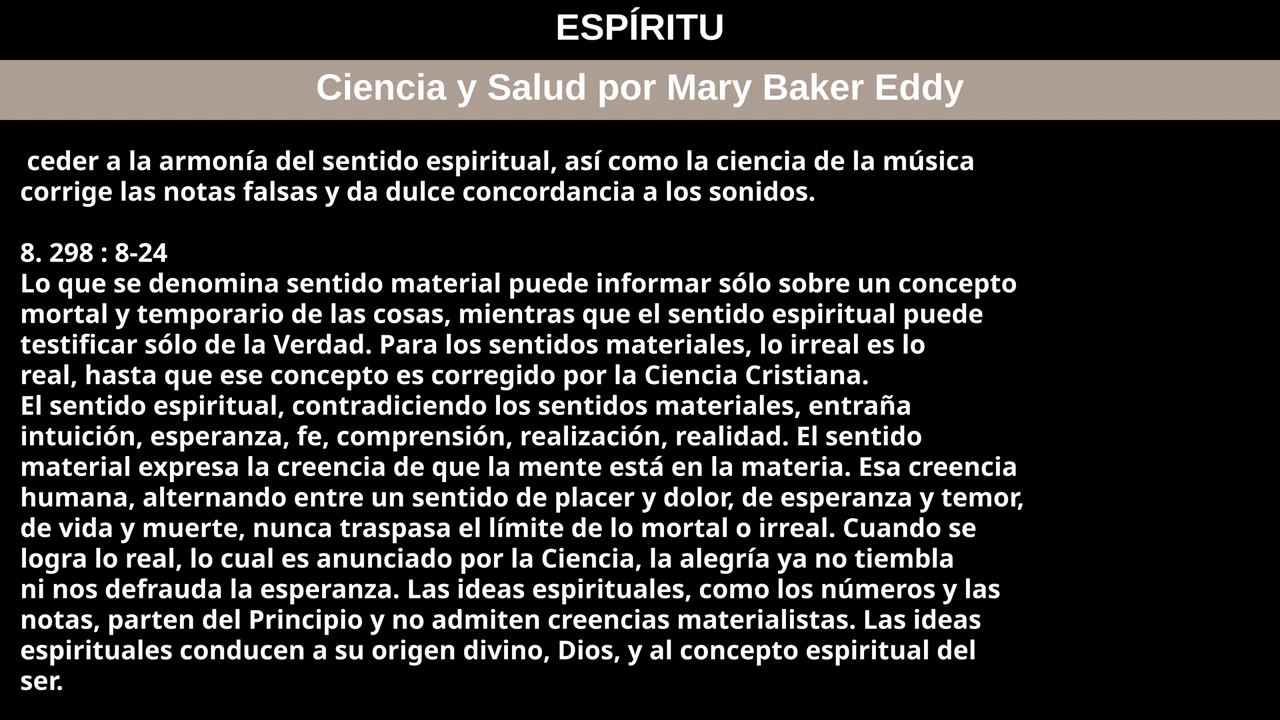 ESPÍRITU
Ciencia y Salud por Mary Baker Eddy
ceder a la armonía del sentido espiritual, así como la ciencia de la música
corrige las notas falsas y da dulce concordancia a los sonidos.
8. 298 : 8-24
Lo que se denomina sentido material puede informar sólo sobre un concepto
mortal y temporario de las cosas, mientras que el sentido espiritual puede
testificar sólo de la Verdad. Para los sentidos materiales, lo irreal es lo
real, hasta que ese concepto es corregido por la Ciencia Cristiana.
El sentido espiritual, contradiciendo los sentidos materiales, entraña
intuición, esperanza, fe, comprensión, realización, realidad. El sentido
material expresa la creencia de que la mente está en la materia. Esa creencia
humana, alternando entre un sentido de placer y dolor, de esperanza y temor,
de vida y muerte, nunca traspasa el límite de lo mortal o irreal. Cuando se
logra lo real, lo cual es anunciado por la Ciencia, la alegría ya no tiembla
ni nos defrauda la esperanza. Las ideas espirituales, como los números y las
notas, parten del Principio y no admiten creencias materialistas. Las ideas
espirituales conducen a su origen divino, Dios, y al concepto espiritual del
ser.